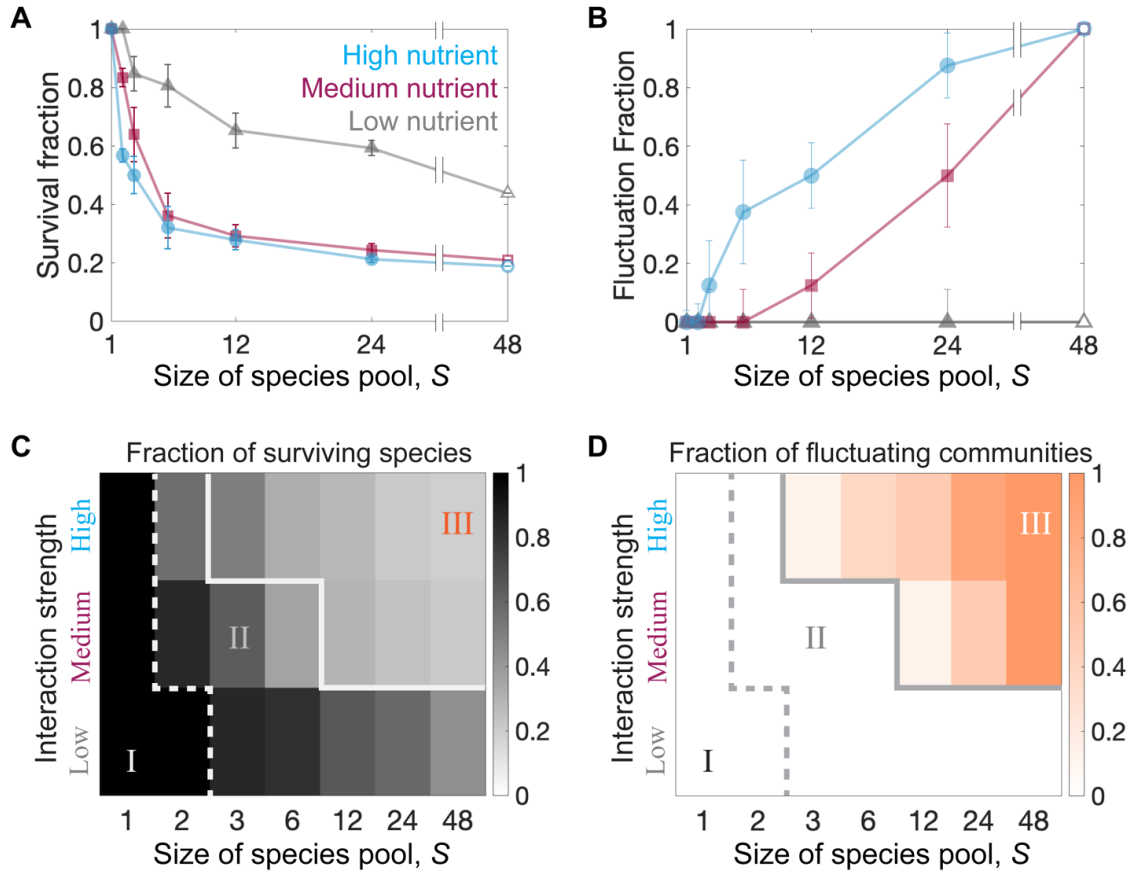 A
1
0.8
0.6
0.4
0.2
0
Survival fraction
High nutrient
Medium nutrient
Low nutrient
1 12 24 48
Size of species pool, S
B
1
0.8
0.6
0.4
0.2
0
Fluctuation Fraction
1 12 24 48
Size of species pool, S
C
Fraction of surviving species
Interaction strength
High
Medium
Low
I
II
III
1
0.8
0.6
0.4
0.2
0
1 2 3 6 12 24 48
Size of species pool, S
D
Fraction of fluctuating communities
Interaction strength
High
Medium
Low
I
II
III
1
0.8
0.6
0.4
0.2
0
1 2 3 6 12 24 48
Size of species pool, S